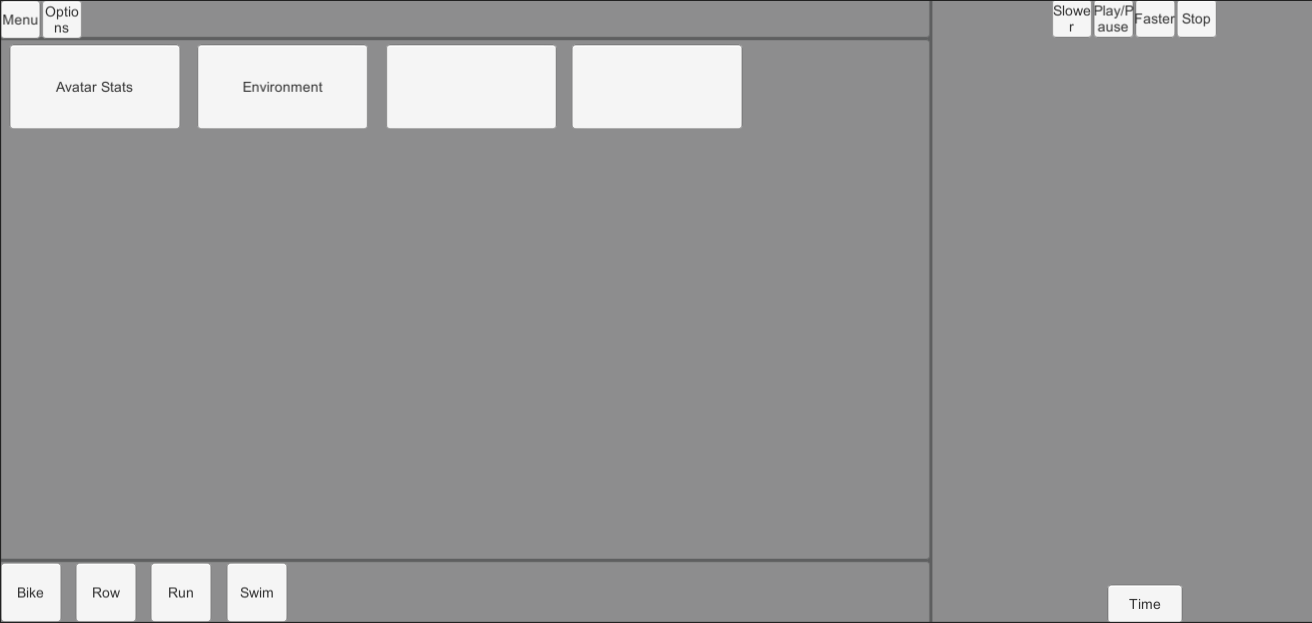 Menu
Optio
ns
Slowe
r
Play/P
ause
Faster
Stop
Avatar Stats
Environment
Bike
Row
Run
Swim
Time